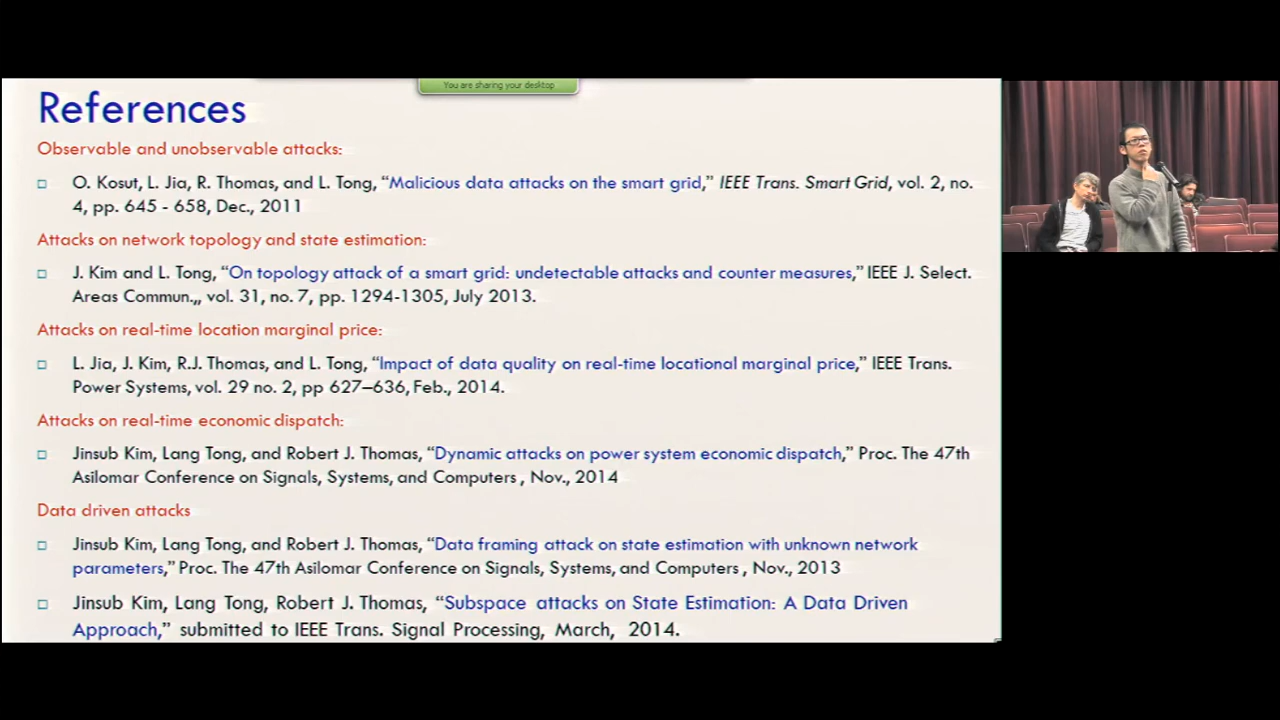 You are sharing your desktop
References
Observable and unobservable attacks:
O. Kosut, L. Jia, R. Thomas, and L. Tong, “Malicious data attacks on the smart grid,” IEEE Trans. Smart Grid, vol. 2, no.
4, pp. 645 - 658, Dec., 2011
Attacks on network topology and state estimation:
J. Kim and L. Tong, “On topology attack of a smart grid: undetectable attacks and counter measures,” IEEE J. Select.
Areas Commun.,, vol. 31, no. 7, pp. 1294-1305, July 2013.
Attacks on real-time location marginal price:
L. Jia, J. Kim, R.J. Thomas, and L. Tong, “Impact of data quality on real-time locational marginal price,” IEEE Trans.
Power Systems, vol. 29 no. 2, pp 627–636, Feb., 2014.
Attacks on real-time economic dispatch:
Jinsub Kim, Lang Tong, and Robert J. Thomas, “Dynamic attacks on power system economic dispatch,” Proc. The 47th
Asilomar Conference on Signals, Systems, and Computers , Nov., 2014
Data driven attacks
Jinsub Kim, Lang Tong, and Robert J. Thomas, “Data framing attack on state estimation with unknown network
parameters,” Proc. The 47th Asilomar Conference on Signals, Systems, and Computers , Nov., 2013
Jinsub Kim, Lang Tong, Robert J. Thomas, “Subspace attacks on State Estimation: A Data Driven
Approach,” submitted to IEEE Trans. Signal Processing, March, 2014.